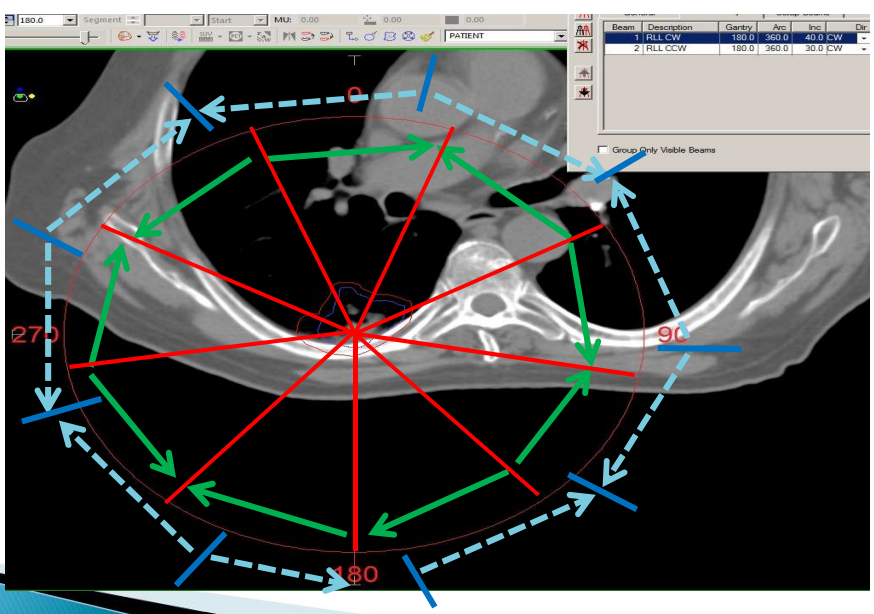 180.0 Segment Start MU: 0.00 0.00 0.00
PATIENT
Beam Description Gantry Arc Inc Dir
1 RLL CCW 180.0 360.0 40.0 CW
2 RLL CCW 180.0 360.0 30.0 CW
Group Only Visible Beams
0
270
90
180